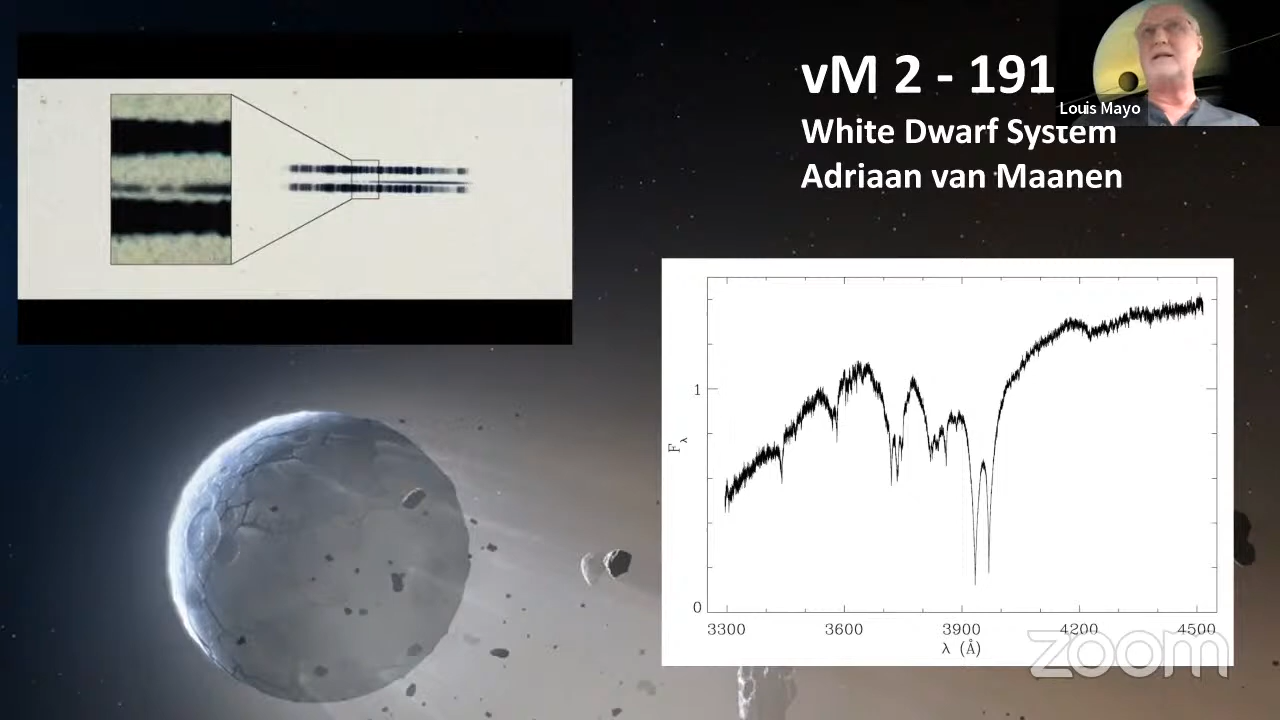 vM 2 - 191
Louis Mayo
White Dwarf System
Adriaan van Maanen
1
Fλ
0
3300 3600 3900 4200 4500
λ (Å)
zoom